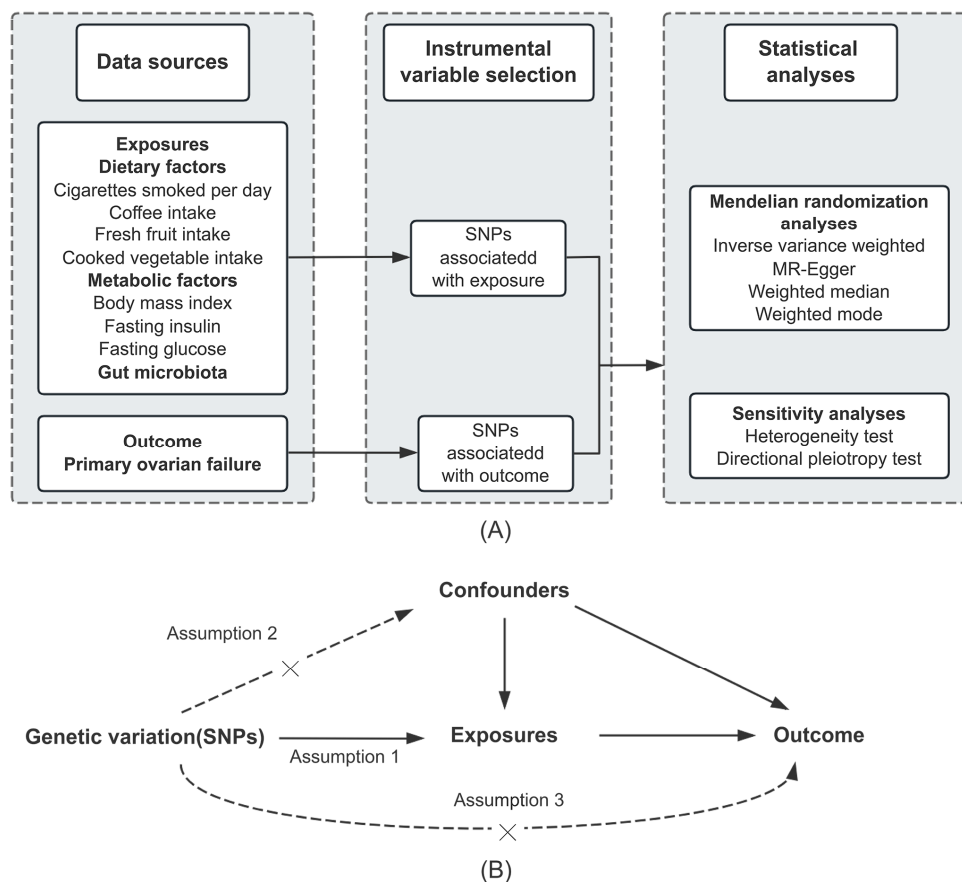 Data sources
Exposures
Dietary factors
Cigarettes smoked per day
Coffee intake
Fresh fruit intake
Cooked vegetable intake
Metabolic factors
Body mass index
Fasting insulin
Fasting glucose
Gut microbiota
Outcome
Primary ovarian failure
Instrumental
variable selection
SNPs
associatedd
with exposure
SNPs
associatedd
with outcome
Statistical
analyses
Mendelian randomization
analyses
Inverse variance weighted
MR-Egger
Weighted median
Weighted mode
Sensitivity analyses
Heterogeneity test
Directional pleiotropy test
(A)
Confounders
Assumption 2
Genetic variation(SNPs)
Assumption 1
Exposures
Outcome
Assumption 3
(B)